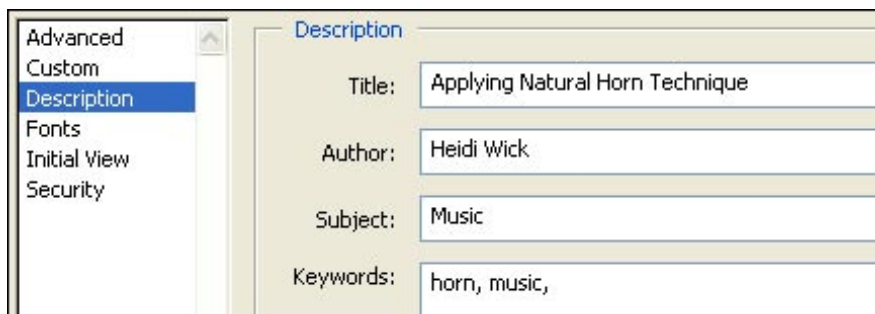 Advanced
Custom
Description
Fonts
Initial View
Security
Description
Title: Applying Natural Horn Technique
Author: Heidi Wick
Subject: Music
Keywords: horn, music,